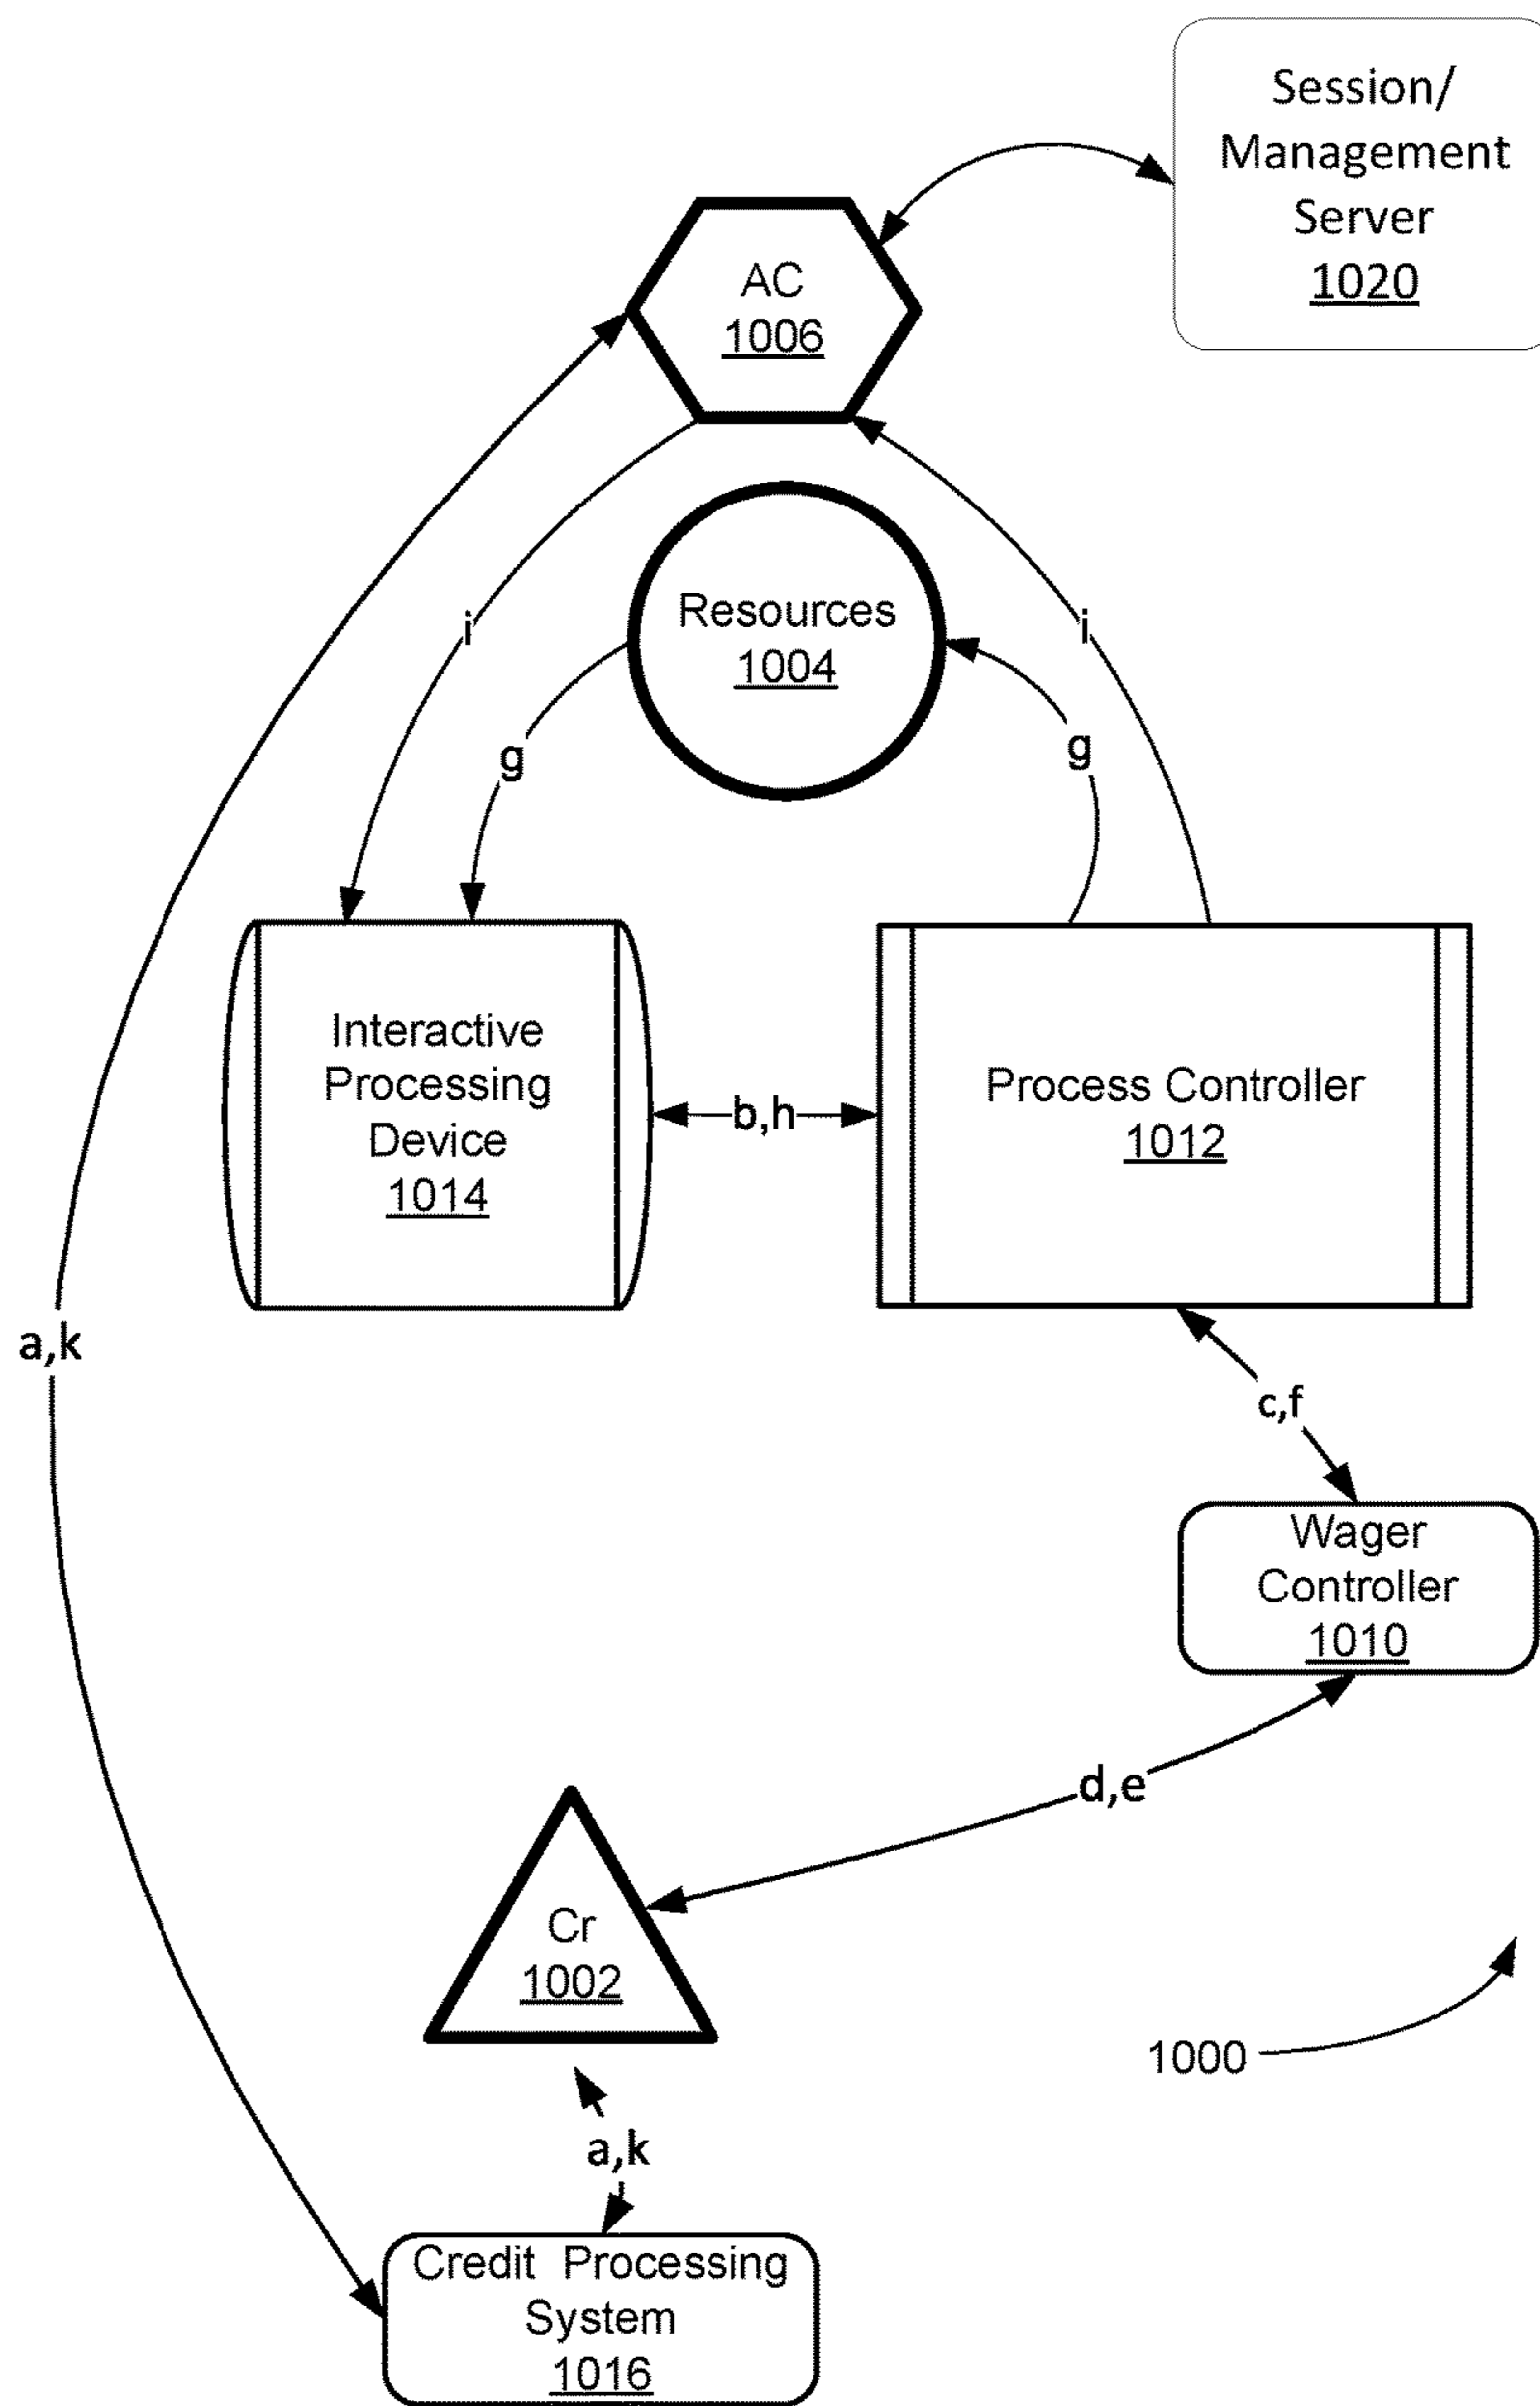 Session/
Management
Server
1020
AC
1006
Resources
1004
i
i
g
g
Interactive
Processing
Device
1014
b,h
Process Controller
1012
a,k
c,f
Wager
Controller
1010
d,e
Cr
1002
1000
a,k
Credit Processing
System
1016